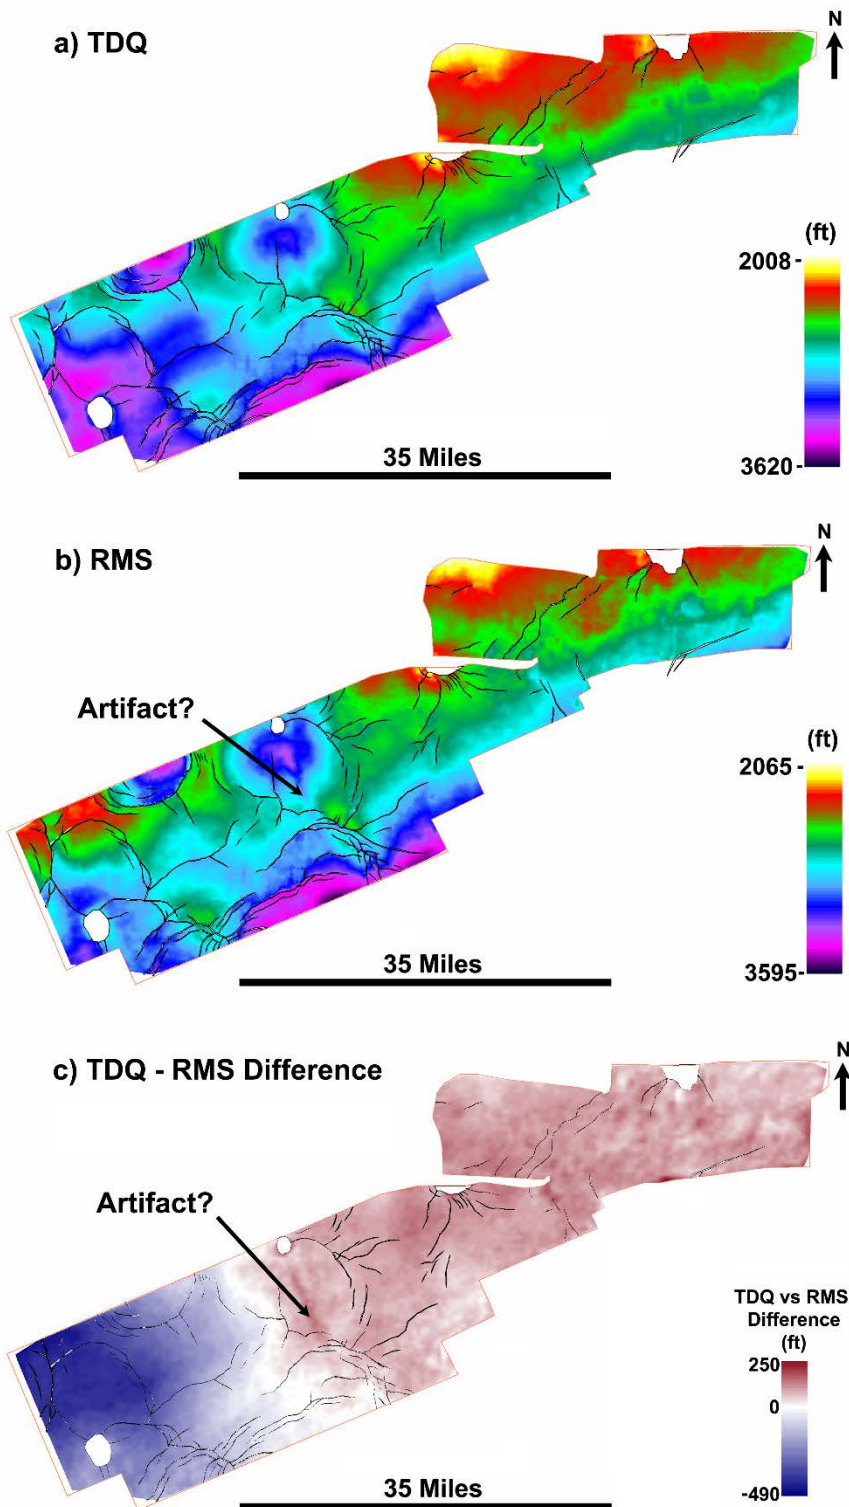 a) TDQ
N
(ft)
2008
3620
35 Miles
b) RMS
N
Artifact?
(ft)
2065
3595
35 Miles
c) TDQ - RMS Difference
N
Artifact?
TDQ vs RMS
Difference
(ft)
250
0
-490
35 Miles